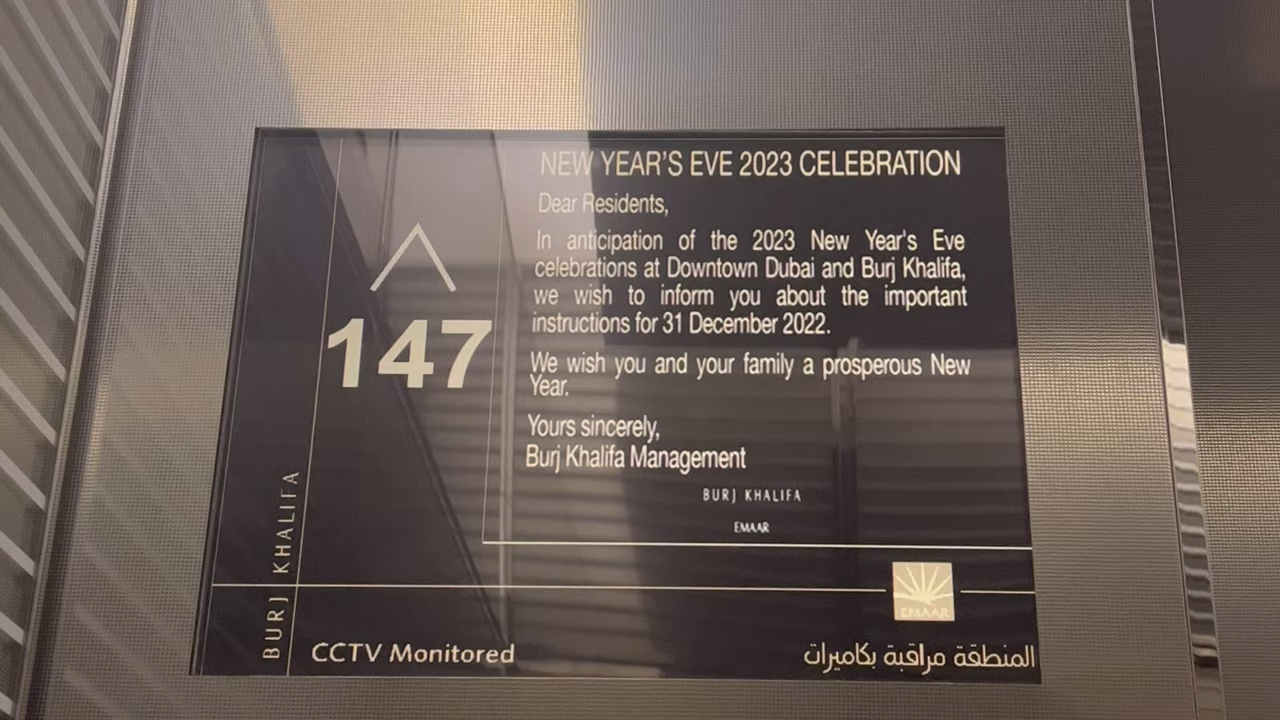 NEW YEAR'S EVE 2023 CELEBRATION
Dear Residents,
In anticipation of the 2023 New Year's Eve
celebrations at Downtown Dubai and Burj Khalifa,
we wish to inform you about the important
instructions for 31 December 2022.
We wish you and your family a prosperous New
Year.
Yours sincerely,
Burj Khalifa Management
BURJ KHALIFA
EMAAR
147
BURJ KHALIFA
EMAAR
CCTV Monitored
المنطقة مراقبة بكاميرات